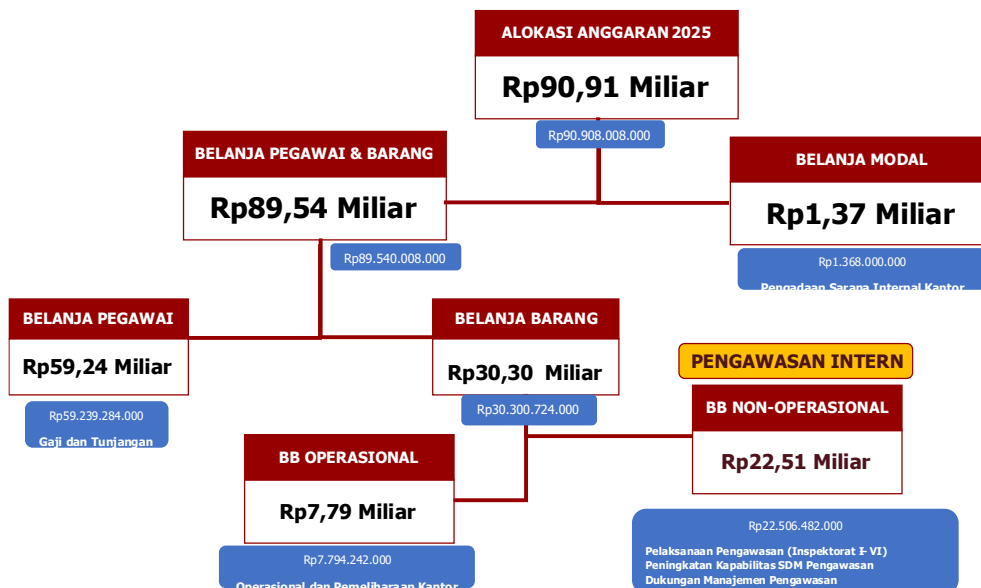 ALOKASI ANGGARAN 2025
Rp90,91 Miliar
Rp90.908.008.000
BELANJA PEGAWAI & BARANG
Rp89,54 Miliar
Rp89.540.008.000
BELANJA MODAL
Rp1,37 Miliar
Rp1.368.000.000
Pengadaan Sarana Internal Kantor
BELANJA PEGAWAI
Rp59,24 Miliar
Rp59.239.284.000
Gaji dan Tunjangan
BELANJA BARANG
Rp30,30 Miliar
Rp30.300.724.000
PENGAWASAN INTERN
BB NON-OPERASIONAL
Rp22,51 Miliar
Rp22.506.482.000
Pelaksanaan Pengawasan (Inspektorat I- VI)
Peningkatan Kapabilitas SDM Pengawasan
Dukungan Manajemen Pengawasan
BB OPERASIONAL
Rp7,79 Miliar
Rp7.794.242.000
Operasional dan Pemeliharaan Kantor